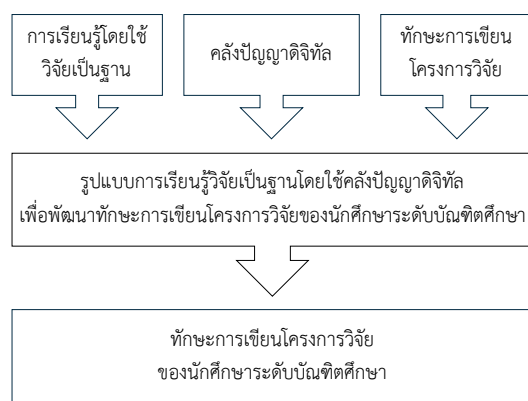 การเรียนรู้โดยใช้
วิจัยเป็นฐาน
คลังปัญญาดิจิทัล
ทักษะการเขียน
โครงการวิจัย
รูปแบบการเรียนรู้วิจัยเป็นฐานโดยใช้คลังปัญญาดิจิทัล
เพื่อพัฒนาทักษะการเขียนโครงการวิจัยของนักศึกษาระดับบัณฑิตศึกษา
ทักษะการเขียนโครงการวิจัย
ของนักศึกษาระดับบัณฑิตศึกษา